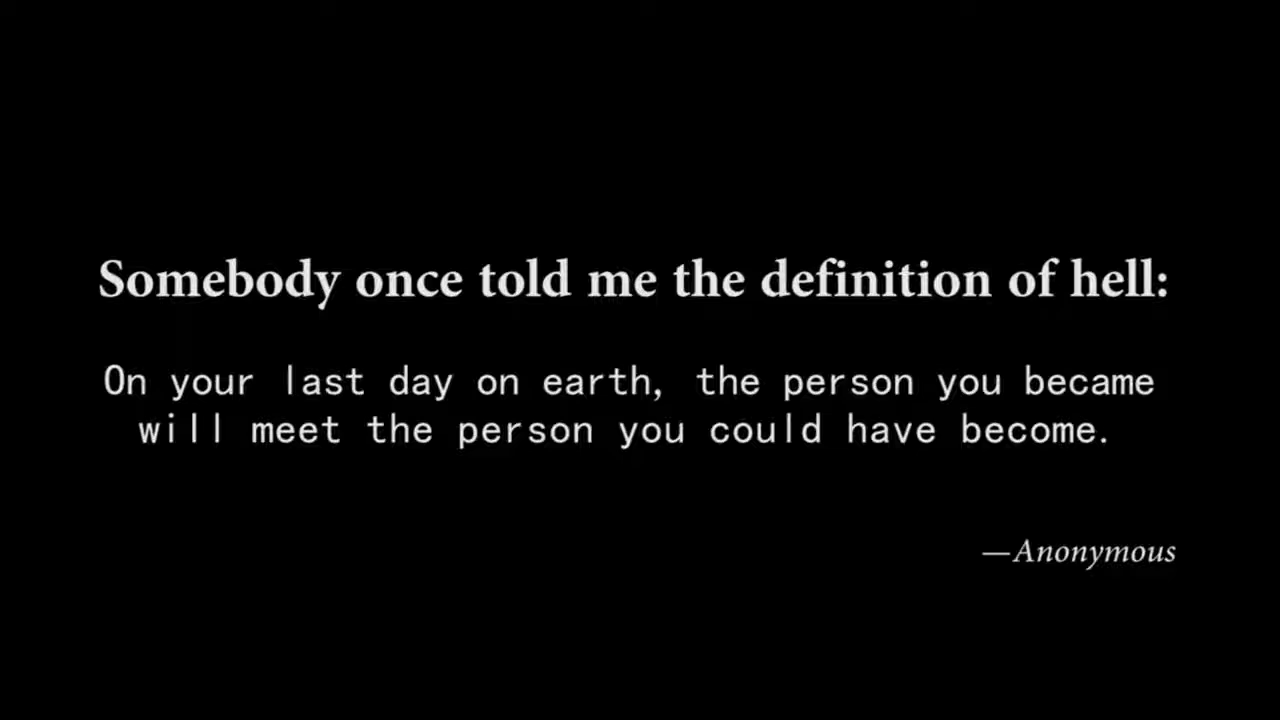 Somebody once told me the definition of hell:
On your last day on earth, the person you became
will meet the person you could have become.
—Anonymous